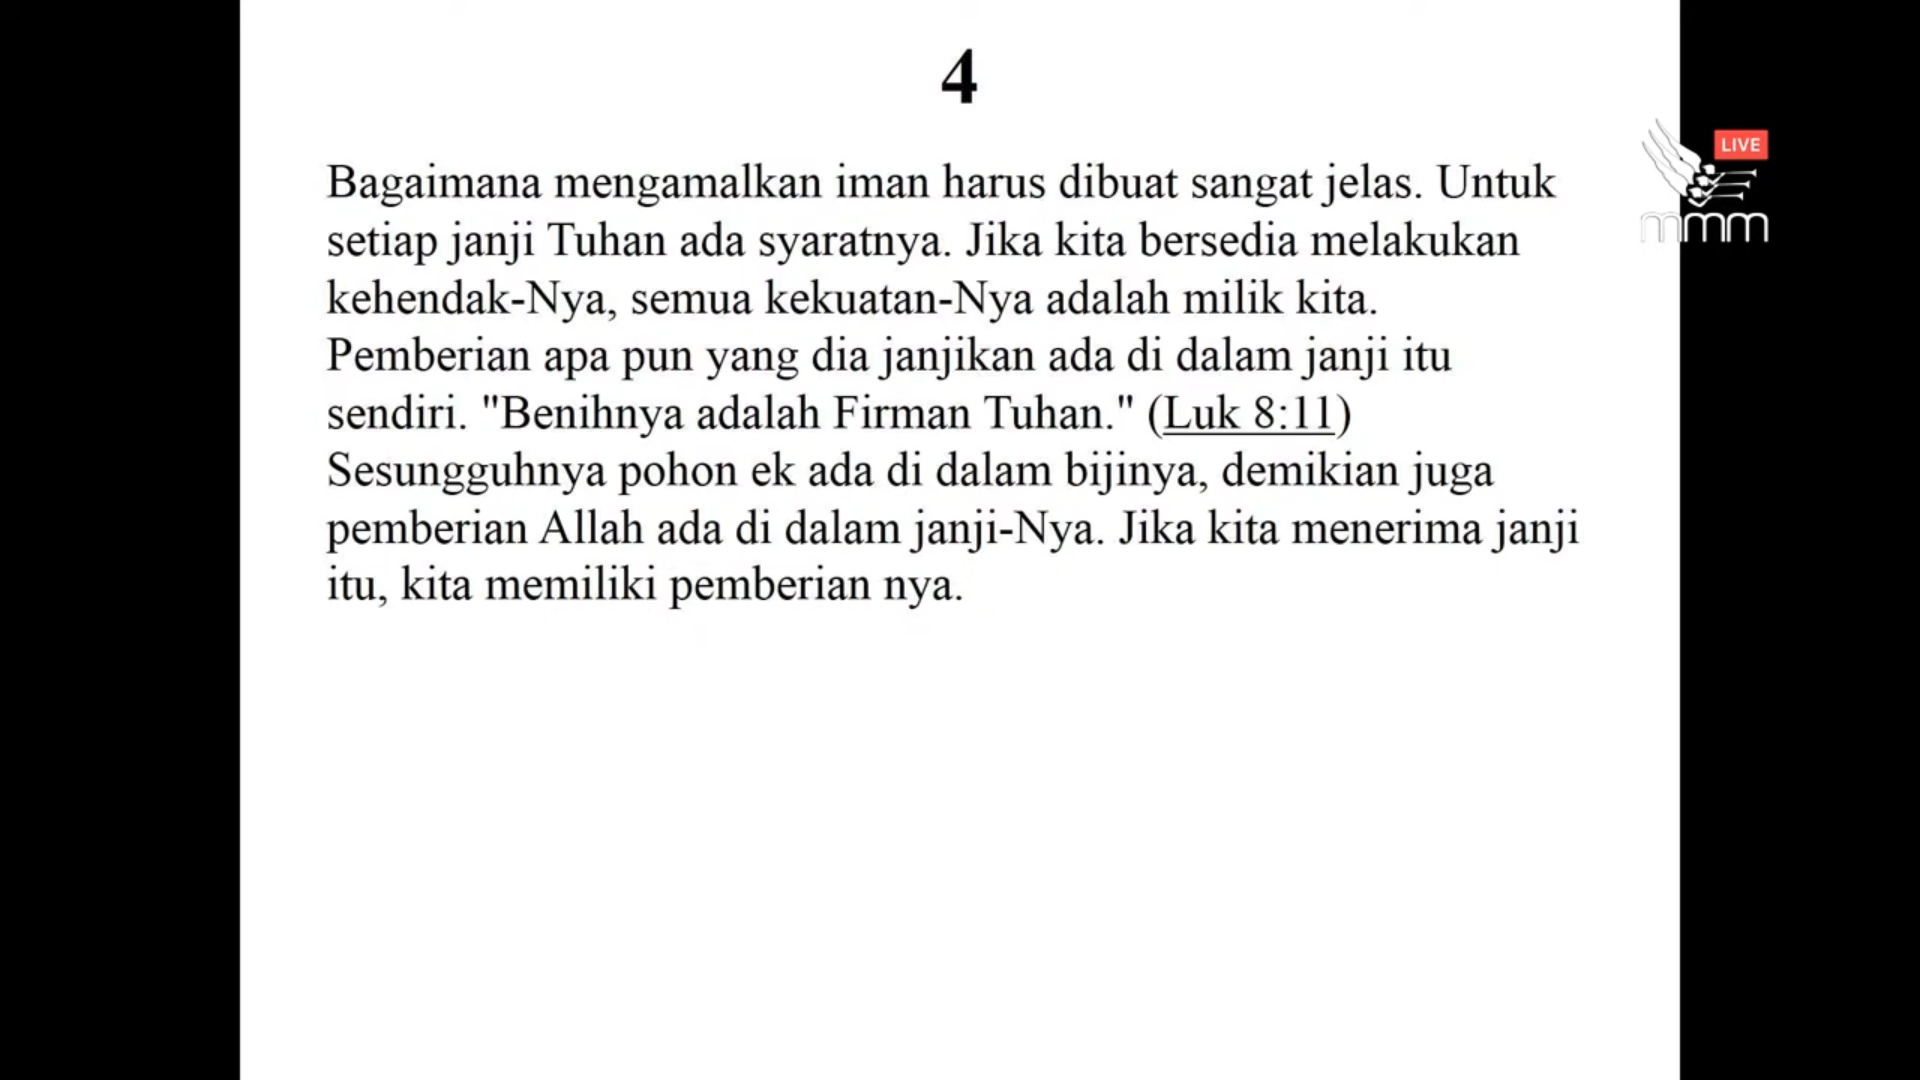 4
Bagaimana mengamalkan iman harus dibuat sangat jelas. Untuk
setiap janji Tuhan ada syaratnya. Jika kita bersedia melakukan
kehendak-Nya, semua kekuatan-Nya adalah milik kita.
Pemberian apa pun yang dia janjikan ada di dalam janji itu
sendiri. "Benihnya adalah Firman Tuhan." (Luk 8:11)
Sesungguhnya pohon ek ada di dalam bijinya, demikian juga
pemberian Allah ada di dalam janji-Nya. Jika kita menerima janji
itu, kita memiliki pemberian nya.
LIVE
mmm